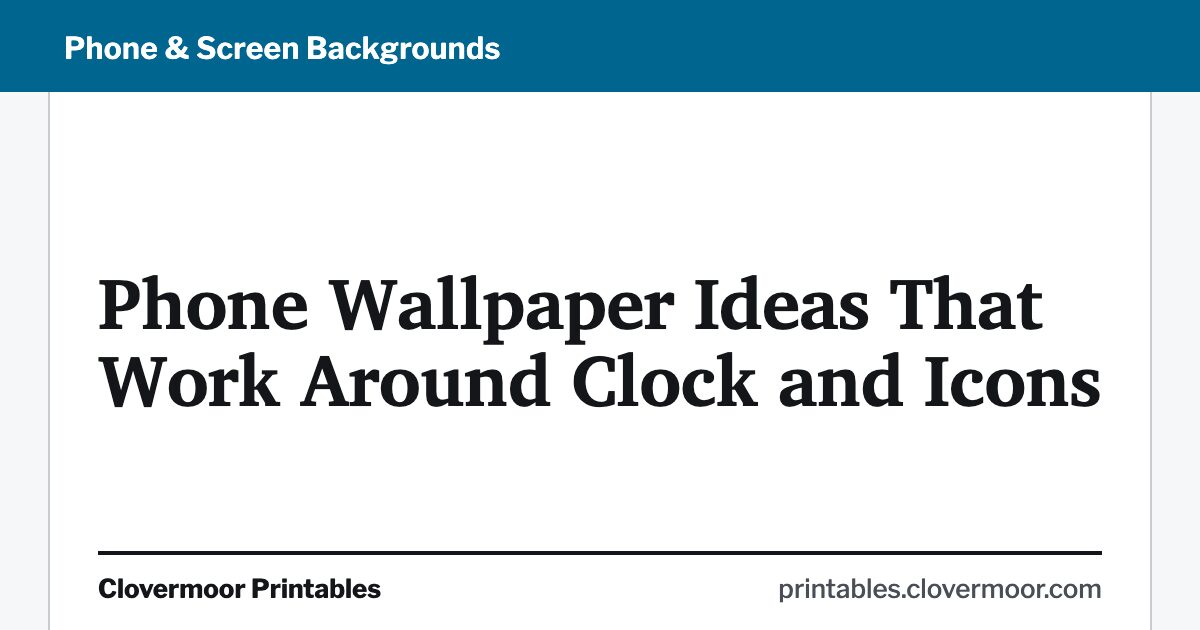 Phone & Screen Backgrounds
Phone Wallpaper Ideas That
Work Around Clock and Icons
Clovermoor Printables
printables.clovermoor.com